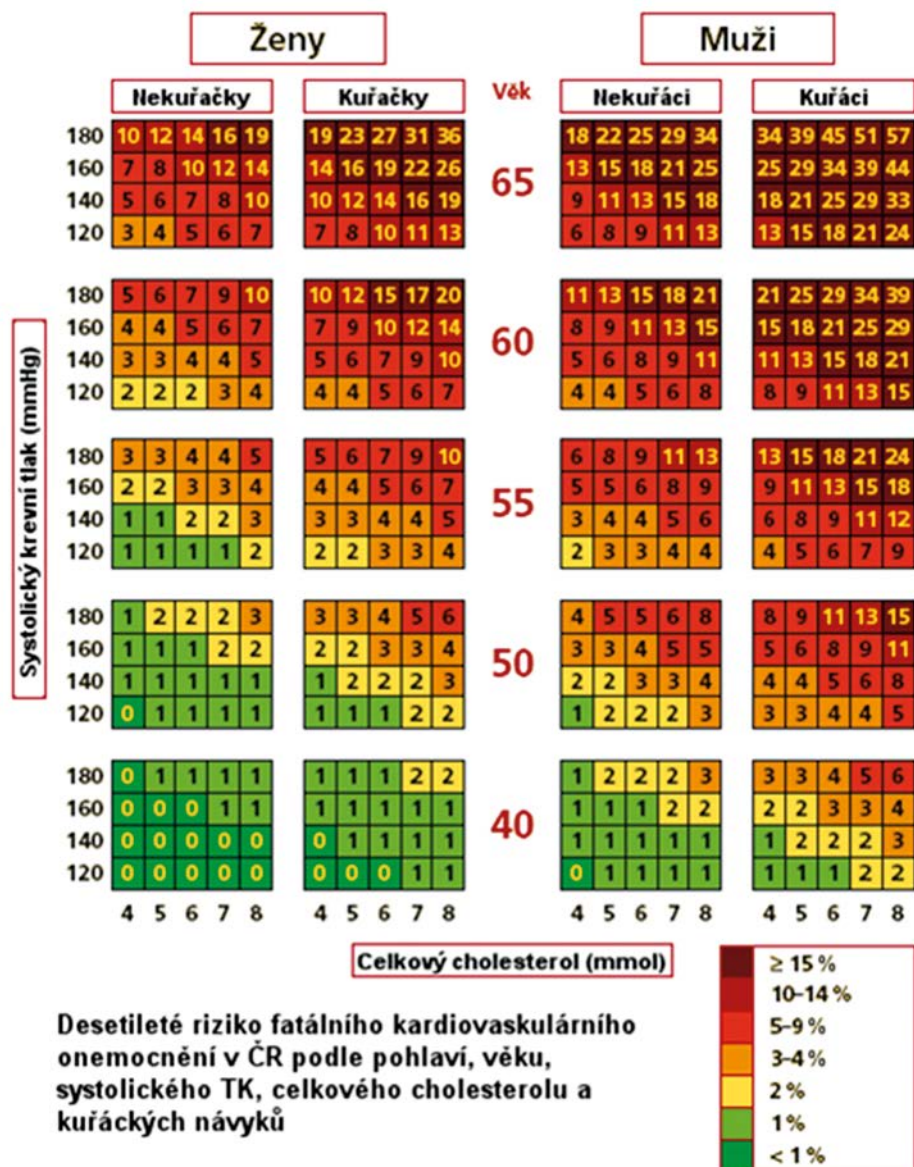 Ženy Muži
Nekuřačky Kuřačky Věk Nekuřáci Kuřáci
Systolický krevní tlak (mmHg)
180 10 12 14 16 19 19 23 27 31 36 18 22 25 29 34 34 39 45 51 57
160 7 8 10 12 14 14 16 19 22 26 13 15 18 21 25 25 29 34 39 44
65
140 5 6 7 8 10 10 12 14 16 19 9 11 13 15 18 18 21 25 29 33
120 3 4 5 6 7 7 8 10 11 13 6 8 9 11 13 13 15 18 21 24
180 5 6 7 9 10 10 12 15 17 20 11 13 15 18 21 21 25 29 34 39
160 4 4 5 6 7 7 9 10 12 14 8 9 11 13 15 15 18 21 25 29
60
140 3 3 4 4 5 5 6 7 9 10 5 6 8 9 11 11 13 15 18 21
120 2 2 2 3 4 4 4 5 6 7 4 4 5 6 8 8 9 11 13 15
180 3 3 4 4 5 5 6 7 9 10 6 8 9 11 13 13 15 18 21 24
160 2 2 3 3 4 4 4 5 6 7 5 5 6 8 9 9 11 13 15 18
55
140 1 1 2 2 3 3 3 4 4 5 3 4 4 5 6 6 8 9 11 12
120 1 1 1 1 2 2 2 3 3 4 2 3 3 4 4 4 5 6 7 9
180 1 2 2 2 3 3 3 4 5 6 4 5 5 6 8 8 9 11 13 15
160 1 1 1 2 2 2 2 3 3 4 3 3 4 5 5 5 6 8 9 11
50
140 1 1 1 1 1 1 2 2 2 3 2 2 3 3 4 4 4 5 6 8
120 0 1 1 1 1 1 1 1 2 2 1 2 2 2 3 3 3 4 4 5
180 0 1 1 1 1 1 1 1 2 2 1 2 2 2 3 3 3 4 5 6
160 0 0 0 1 1 1 1 1 1 1 1 1 1 2 2 2 2 3 3 4
40
140 0 0 0 0 0 0 1 1 1 1 1 1 1 1 1 1 2 2 2 3
120 0 0 0 0 0 0 0 0 1 1 0 1 1 1 1 1 1 1 2 2
4 5 6 7 8 4 5 6 7 8 4 5 6 7 8 4 5 6 7 8
Celkový cholesterol (mmol)
≥ 15 %
10–14 %
5–9 %
3–4 %
2 %
1 %
< 1 %
Desetileté riziko fatálního kardiovaskulárního
onemocnění v ČR podle pohlaví, věku,
systolického TK, celkového cholesterolu a
kuřáckých návyků